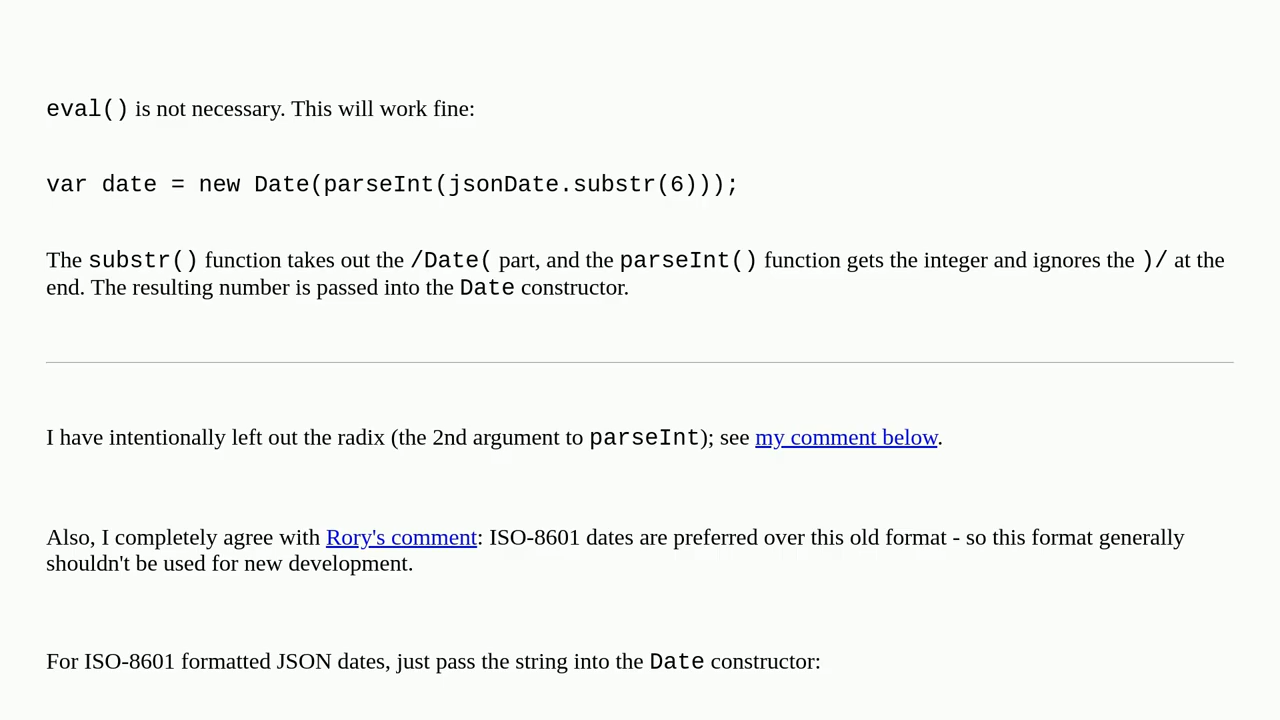 eval() is not necessary. This will work fine:
var date = new Date(parseInt(jsonDate.substr(6)));
The substr() function takes out the /Date( part, and the parseInt() function gets the integer and ignores the )/ at the
end. The resulting number is passed into the Date constructor.
I have intentionally left out the radix (the 2nd argument to parseInt); see my comment below.
Also, I completely agree with Rory's comment: ISO-8601 dates are preferred over this old format - so this format generally
shouldn't be used for new development.
For ISO-8601 formatted JSON dates, just pass the string into the Date constructor: